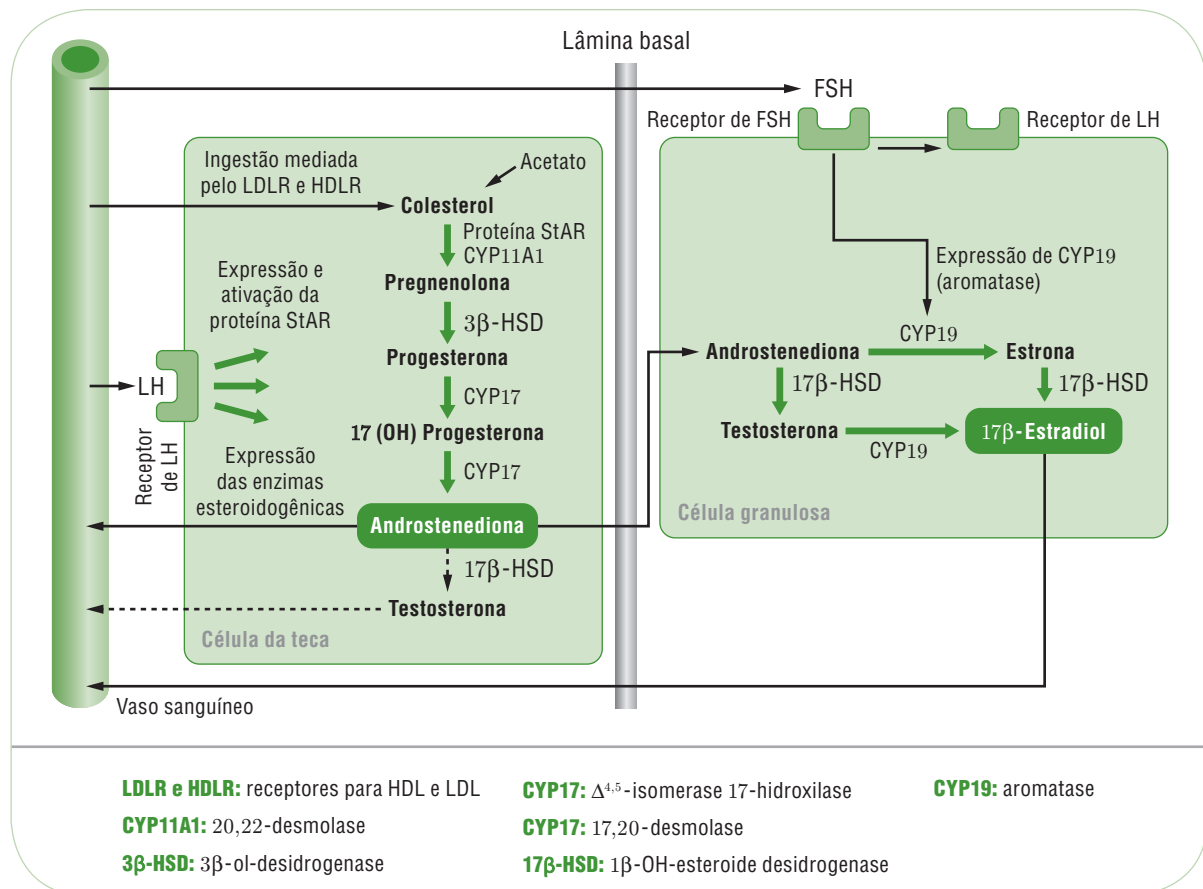 Lâmina basal
FSH
Receptor de FSH
Receptor de LH
Ingestão mediada
pelo LDLR e HDLR
Acetato
Colesterol
Proteína StAR
CYP11A1
Expressão e
ativação da
proteína StAR
Pregnenolona
3β-HSD
Progesterona
LH
CYP17
17 (OH) Progesterona
Receptor
de LH
Expressão
das enzimas
esteroidogênicas
CYP17
Androstenediona
17β-HSD
Testosterona
Célula da teca
Expressão de CYP19
(aromatase)
CYP19
Androstenediona
Estrona
17β-HSD
17β-HSD
Testosterona
CYP19
17β-Estradiol
Célula granulosa
Vaso sanguíneo
LDLR e HDLR: receptores para HDL e LDL
CYP11A1: 20,22-desmolase
3β-HSD: 3β-ol-desidrogenase
CYP17: Δ4,5-isomerase 17-hidroxilase
CYP17: 17,20-desmolase
17β-HSD: 1β-OH-esteroide desidrogenase
CYP19: aromatase